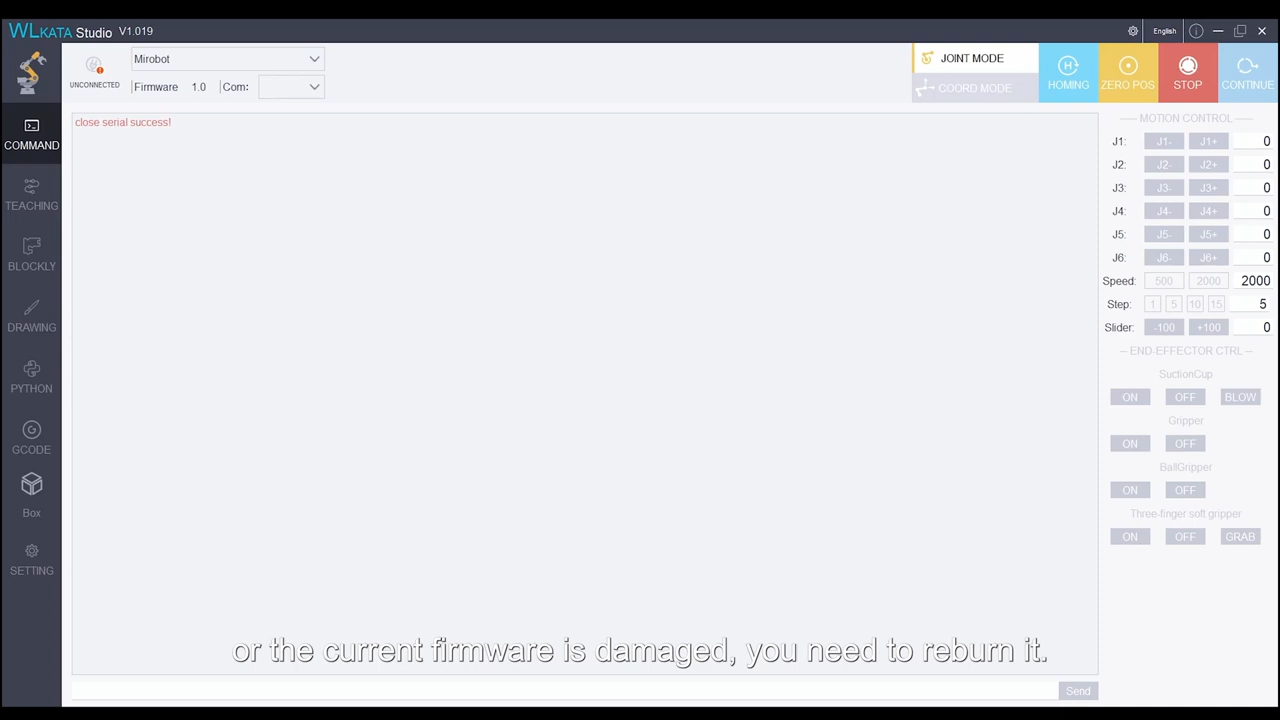 WLKATA Studio V1.019
English
UNCONNECTED
Mirobot
Firmware 1.0 Com:
JOINT MODE
COORD MODE
HOMING
ZERO POS
STOP
CONTINUE
COMMAND
TEACHING
BLOCKLY
DRAWING
PYTHON
GCODE
Box
SETTING
close serial success!
MOTION CONTROL
J1: J1- J1+ 0
J2: J2- J2+ 0
J3: J3- J3+ 0
J4: J4- J4+ 0
J5: J5- J5+ 0
J6: J6- J6+ 0
Speed: 500 2000 2000
Step: 1 5 10 15 5
Slider: -100 +100 0
END-EFFECTOR CTRL
SuctionCup
ON OFF BLOW
Gripper
ON OFF
BallGripper
ON OFF
Three-finger soft gripper
ON OFF GRAB
or the current firmware is damaged, you need to reburn it.
Send